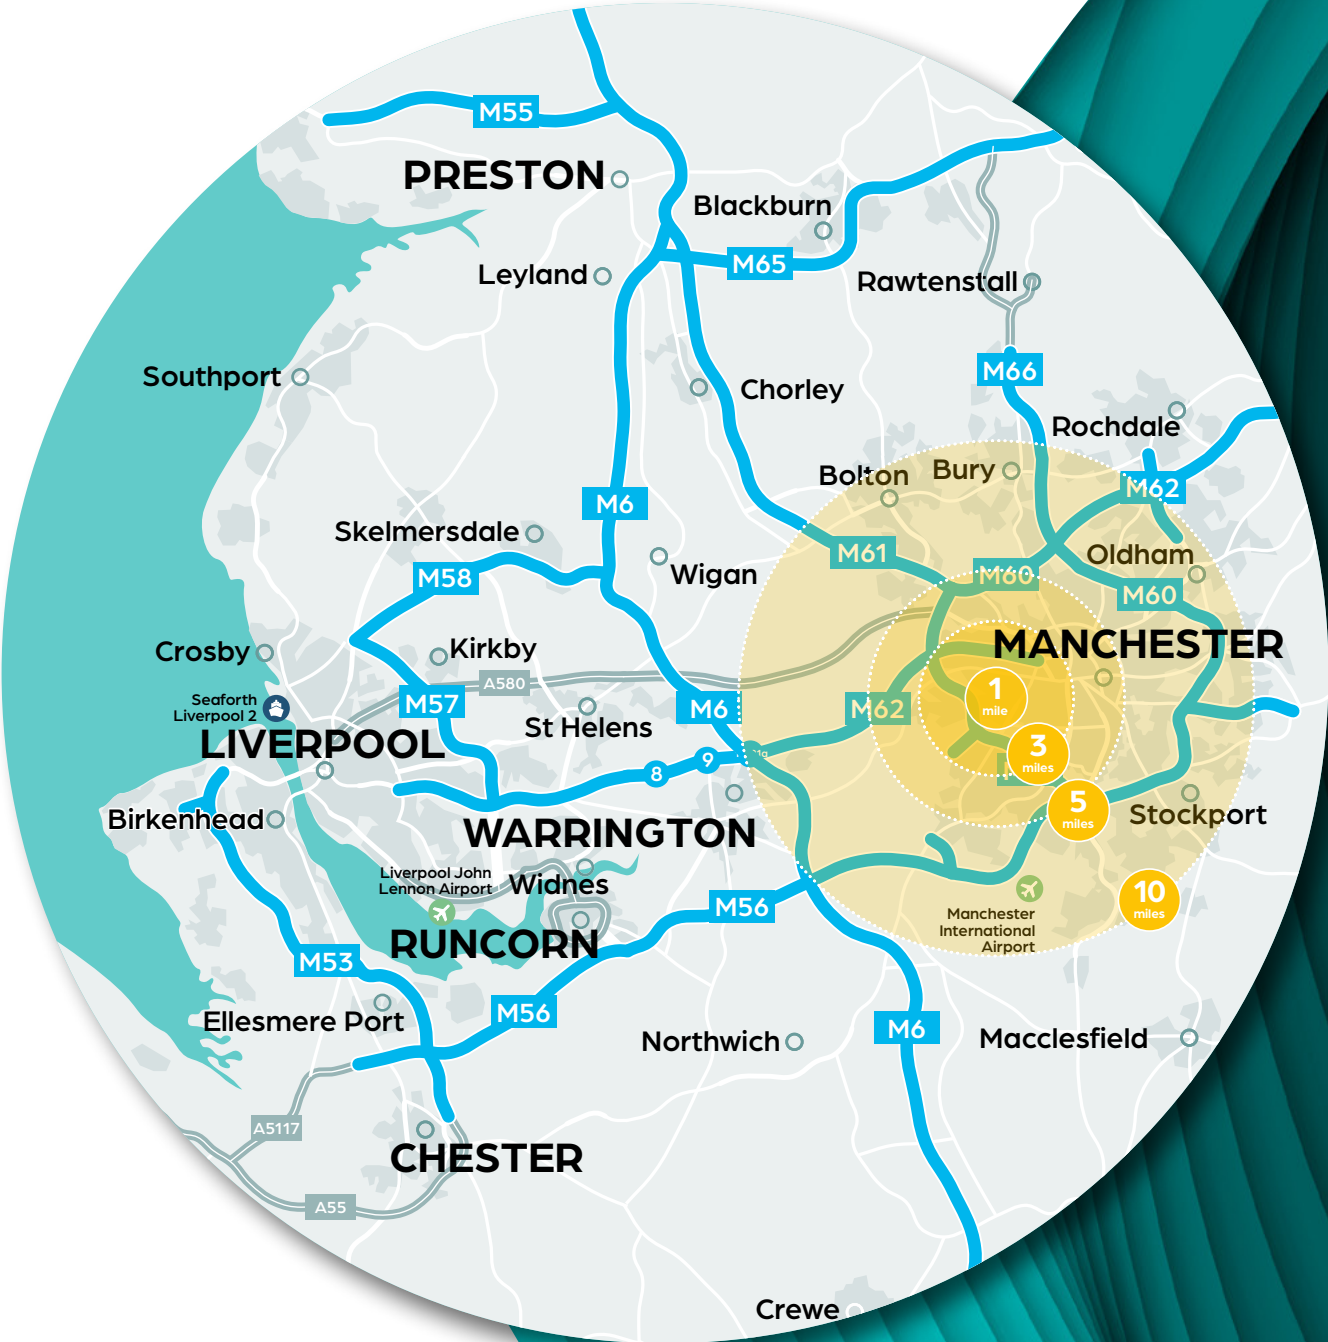 M55
PRESTON
Blackburn
M65
Leyland
Rawtenstall
M66
Southport
Chorley
Rochdale
Bolton
Bury
M62
M6
Skelmersdale
M61
Oldham
M58
Wigan
M60
M60
MANCHESTER
Crosby
Kirkby
A580
1
mile
Seaforth
Liverpool 2
M57
M6
M62
St Helens
LIVERPOOL
3
miles
8
9
5
miles
Birkenhead
Stockport
WARRINGTON
Liverpool John
Lennon Airport
Widnes
10
miles
M56
Manchester
International
Airport
RUNCORN
M53
M56
Ellesmere Port
M6
Northwich
Macclesfield
A5117
CHESTER
A55
Crewe